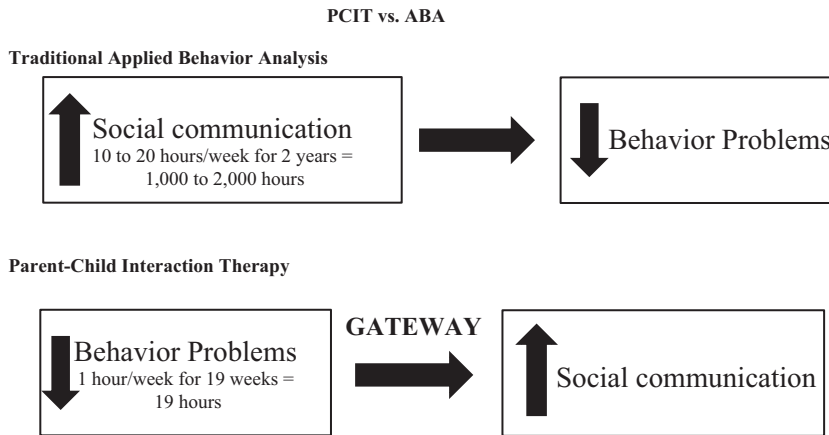 PCIT vs. ABA
Traditional Applied Behavior Analysis
Social communication
10 to 20 hours/week for 2 years =
1,000 to 2,000 hours
Behavior Problems
Parent-Child Interaction Therapy
Behavior Problems
1 hour/week for 19 weeks =
19 hours
GATEWAY
Social communication